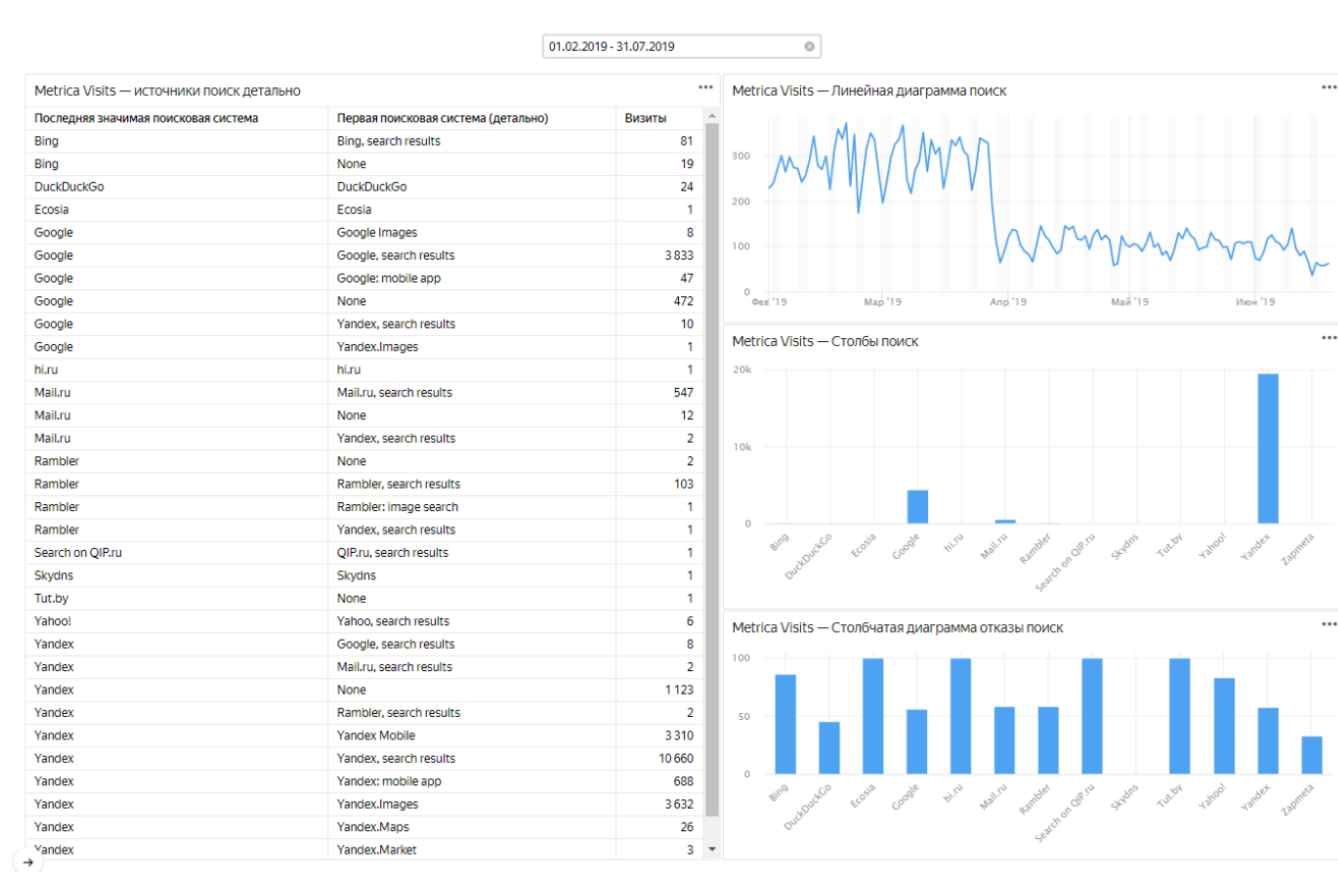 01.02.2019 - 31.07.2019
Metrica Visits — источники поиск детально
Последняя значимая поисковая система Первая поисковая система (детально) Визиты
Bing Bing, search results 81
Bing None 19
DuckDuckGo DuckDuckGo 24
Ecosia Ecosia 1
Google Google Images 8
Google Google, search results 3 833
Google Google: mobile app 47
Google None 472
Google Yandex, search results 10
Google Yandex.Images 1
hi.ru hi.ru 1
Mail.ru Mail.ru, search results 547
Mail.ru None 12
Mail.ru Yandex, search results 2
Rambler None 2
Rambler Rambler, search results 103
Rambler Rambler: image search 1
Rambler Yandex, search results 1
Search on QIP.ru QIP.ru, search results 1
Skydns Skydns 1
Tut.by None 1
Yahoo! Yahoo, search results 6
Yandex Google, search results 8
Yandex Mail.ru, search results 2
Yandex None 1 123
Yandex Rambler, search results 2
Yandex Yandex Mobile 3 310
Yandex Yandex, search results 10 660
Yandex Yandex: mobile app 688
Yandex Yandex.Images 3 632
Yandex Yandex.Maps 26
Yandex Yandex.Market 3
Metrica Visits — Линейная диаграмма поиск
300
200
100
0
Фев '19 Мар '19 Апр '19 Май '19 Июн '19
Metrica Visits — Столбы поиск
20k
10k
0
Bing DuckDuckGo Ecosia Google hi.ru Mail.ru Rambler Search on QIP.ru Skydns Tut.by Yahoo! Yandex Zapmeta
Metrica Visits — Столбчатая диаграмма отказы поиск
100
50
0
Bing DuckDuckGo Ecosia Google hi.ru Mail.ru Rambler Search on QIP.ru Skydns Tut.by Yahoo! Yandex Zapmeta